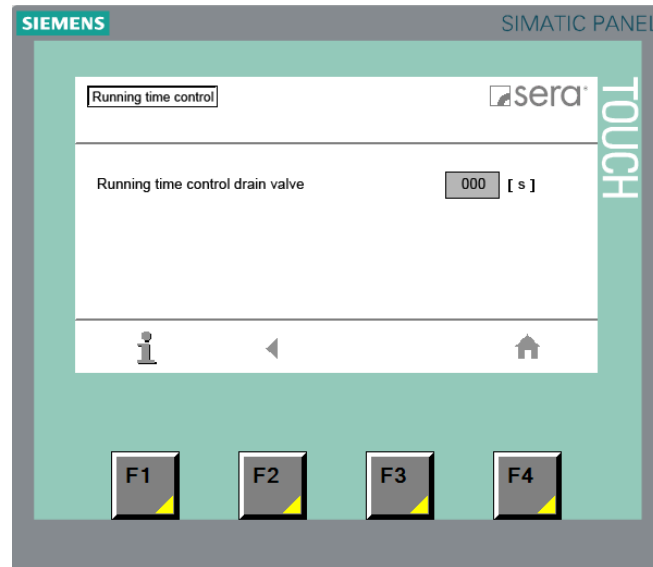 SIEMENS
SIMATIC PANEL
TOUCH
Running time control
sera
Running time control drain valve 000 [ s ]
F1 F2 F3 F4